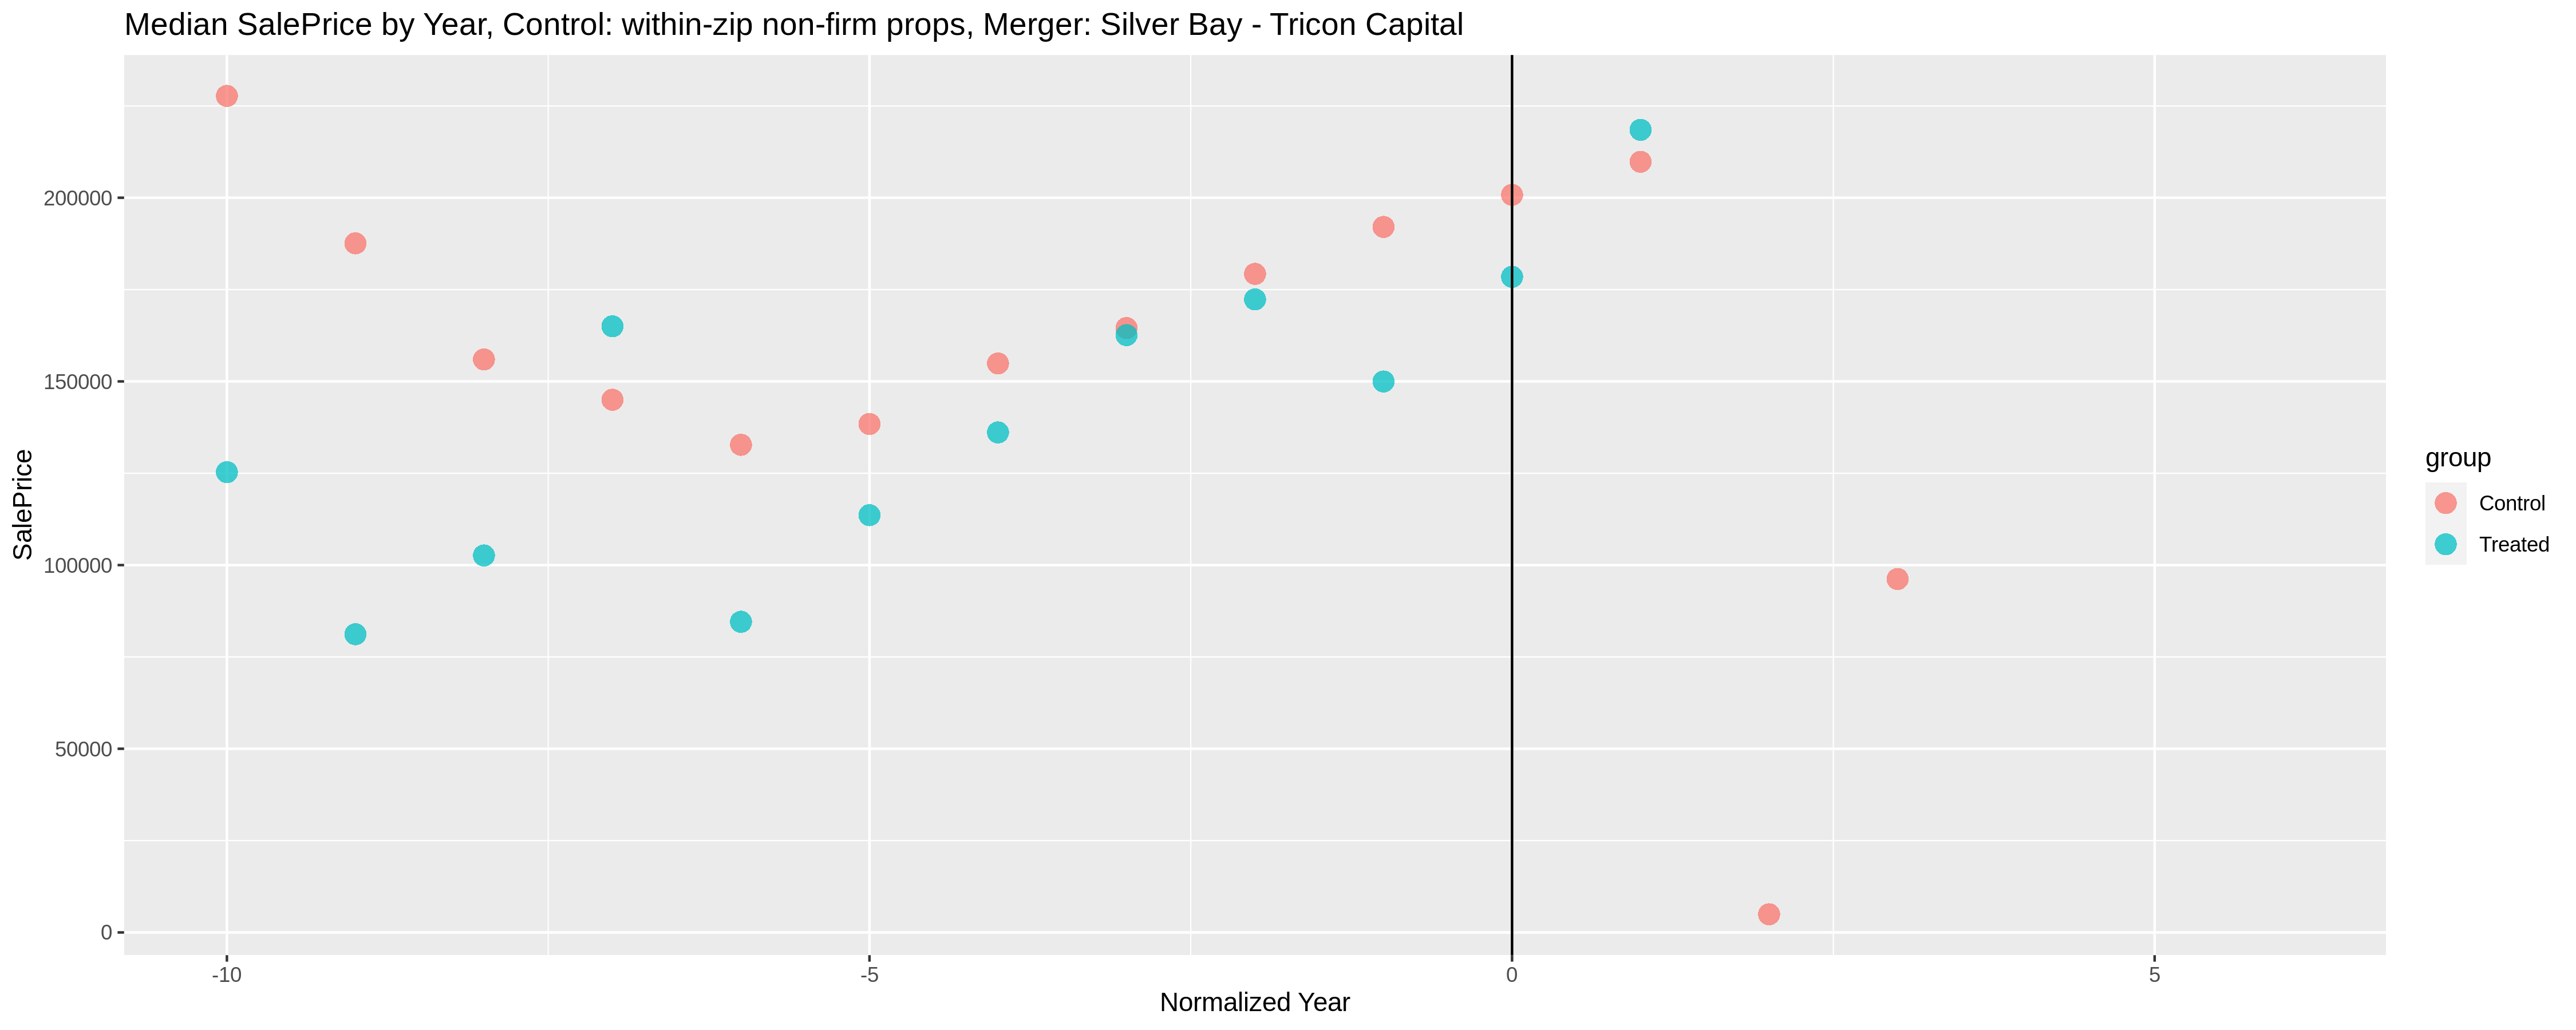 Median SalePrice by Year, Control: within-zip non-firm props, Merger: Silver Bay - Tricon Capital
SalePrice
200000
150000
100000
50000
0
-10
-5
0
5
Normalized Year
group
Control
Treated